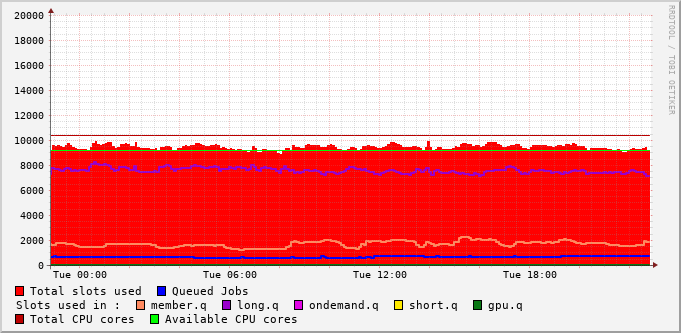 20000
18000
16000
14000
12000
10000
8000
6000
4000
2000
0
Tue 00:00 Tue 06:00 Tue 12:00 Tue 18:00
Total slots used Queued Jobs
Slots used in : member.q long.q ondemand.q short.q gpu.q
Total CPU cores Available CPU cores
RRDTOOL / TOBI OETIKER